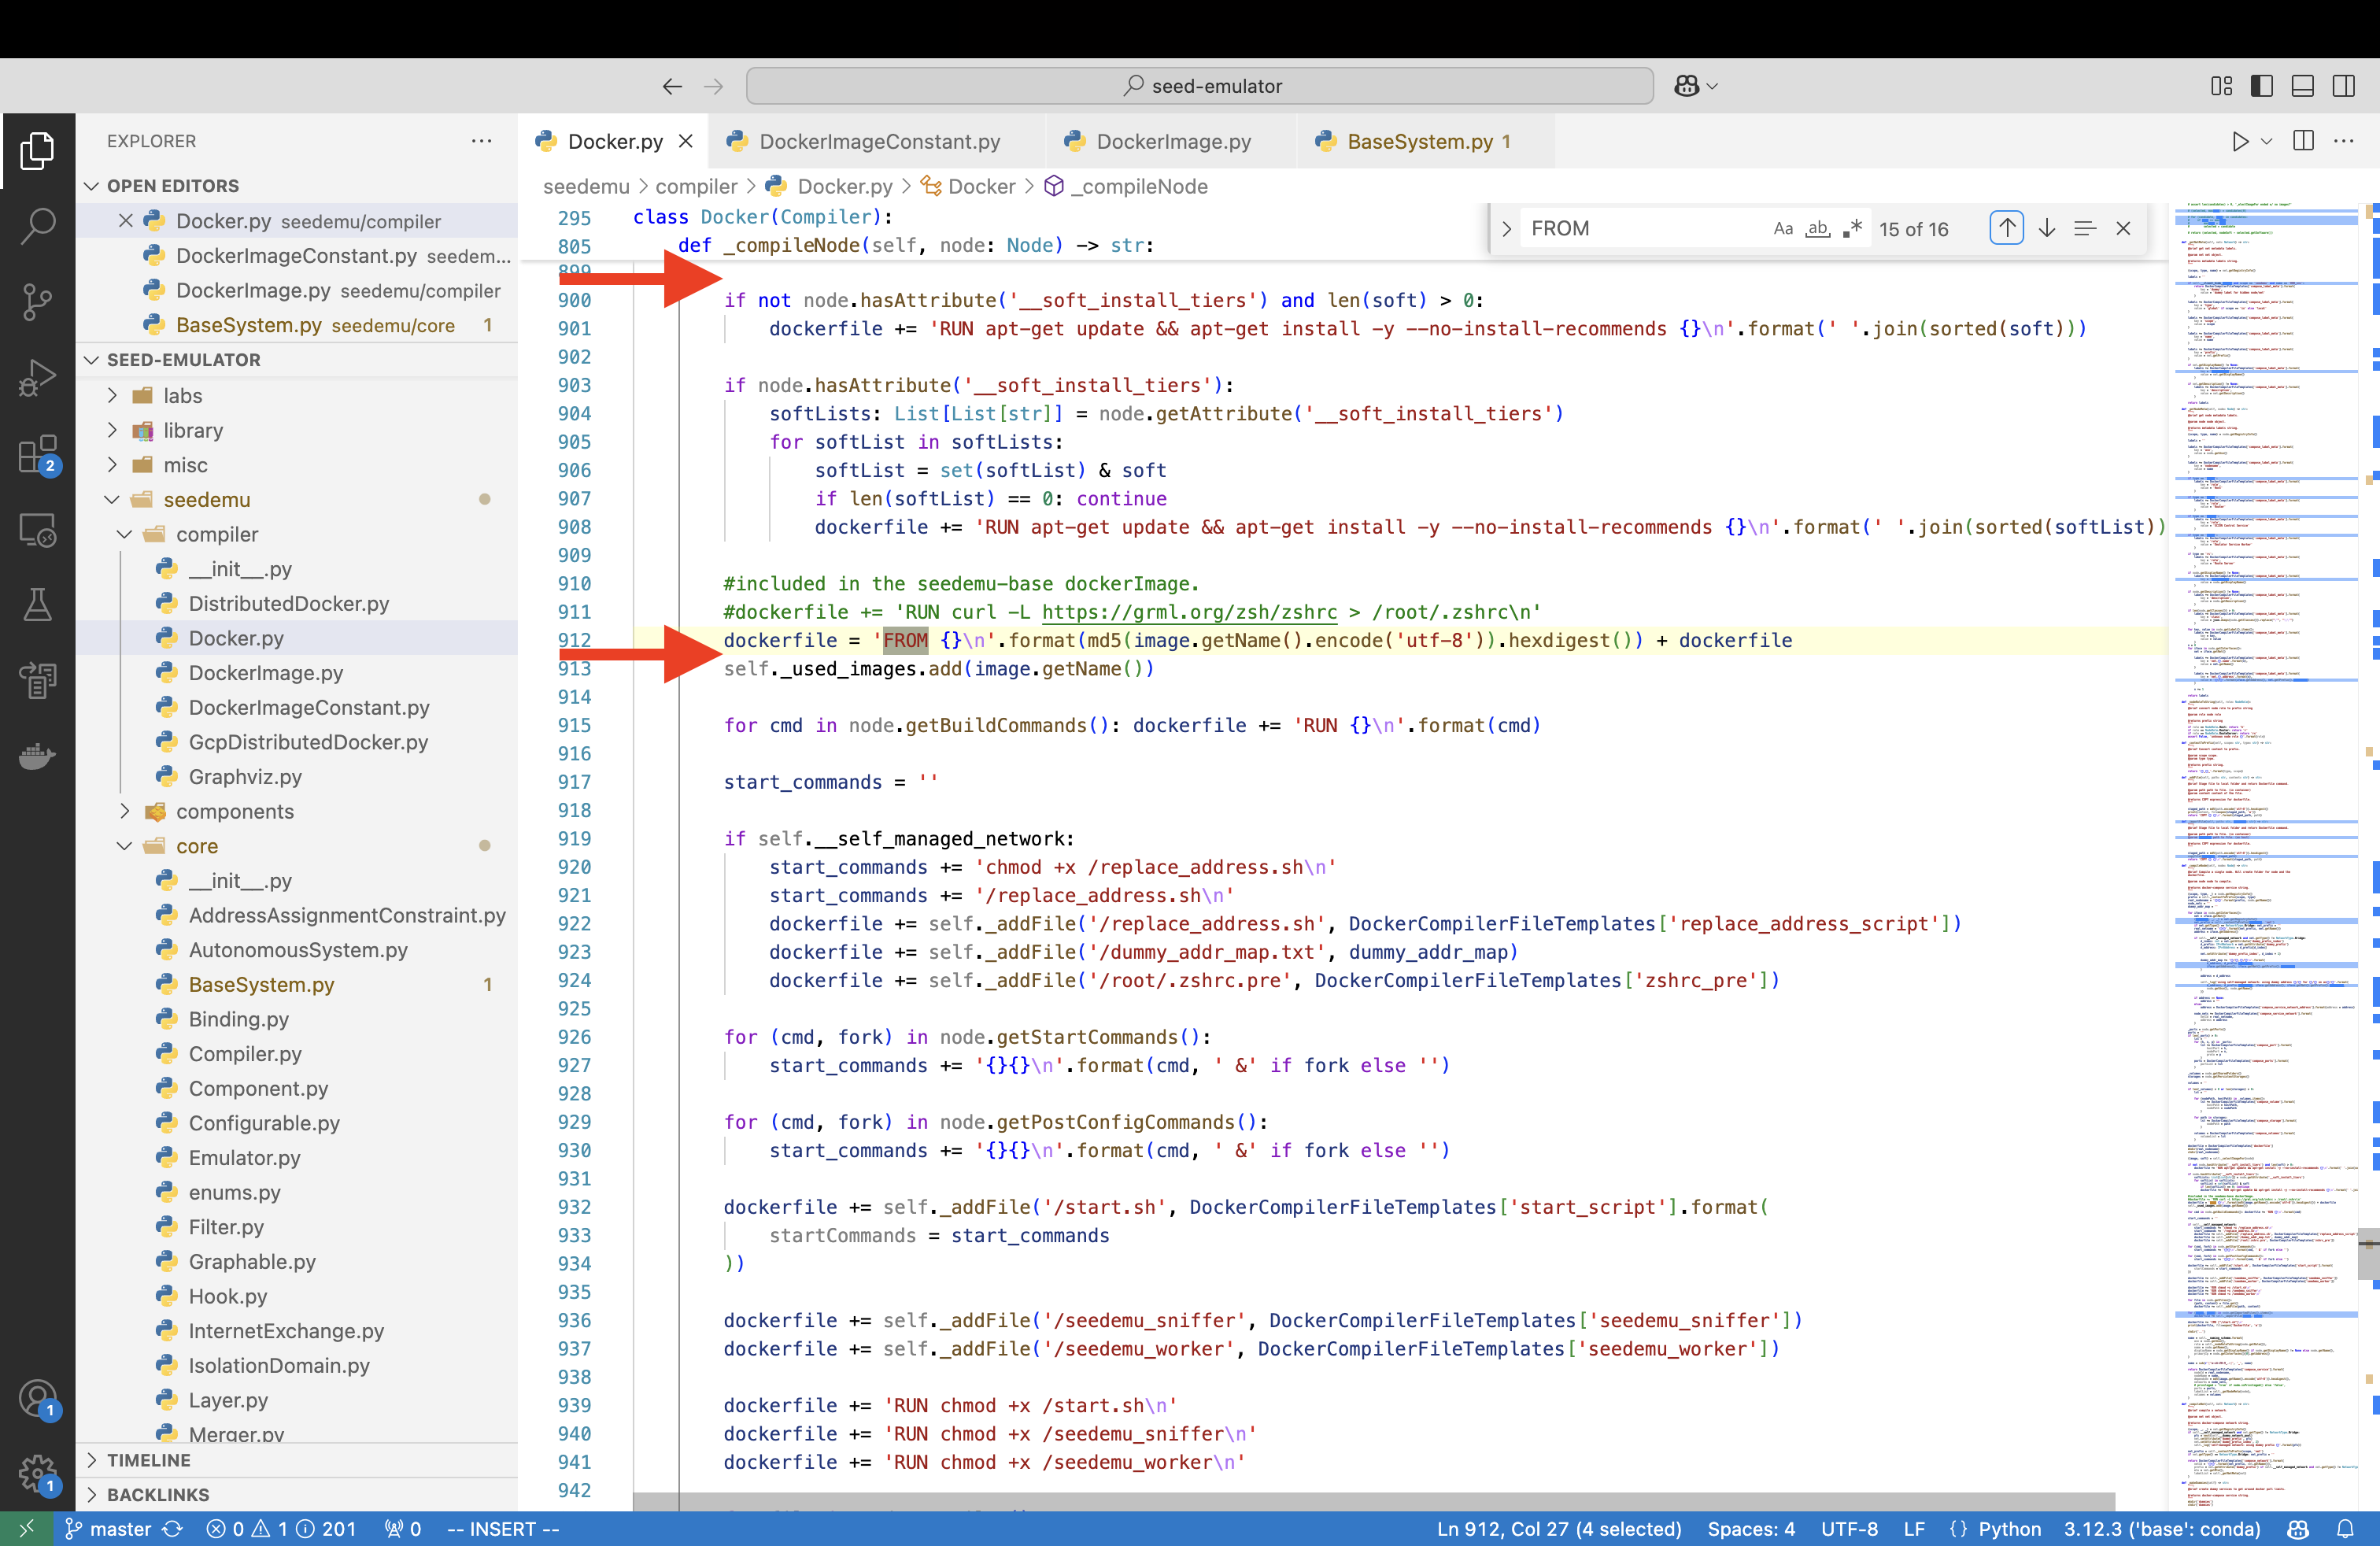 seed-emulator
EXPLORER
OPEN EDITORS
Docker.py seedemu/compiler
DockerImageConstant.py seedem...
DockerImage.py seedemu/compiler
BaseSystem.py seedemu/core 1
SEED-EMULATOR
labs
library
misc
seedemu
compiler
__init__.py
DistributedDocker.py
Docker.py
DockerImage.py
DockerImageConstant.py
GcpDistributedDocker.py
Graphviz.py
components
core
__init__.py
AddressAssignmentConstraint.py
AutonomousSystem.py
BaseSystem.py 1
Binding.py
Compiler.py
Component.py
Configurable.py
Emulator.py
enums.py
Filter.py
Graphable.py
Hook.py
InternetExchange.py
IsolationDomain.py
Layer.py
Merger.py
TIMELINE
BACKLINKS
2
1
1
Docker.py
DockerImageConstant.py
DockerImage.py
BaseSystem.py 1
seedemu > compiler > Docker.py > Docker > _compileNode
FROM Aa ab .* 15 of 16
295 class Docker(Compiler):
805 def _compileNode(self, node: Node) -> str:
899
900 if not node.hasAttribute('__soft_install_tiers') and len(soft) > 0:
901 dockerfile += 'RUN apt-get update && apt-get install -y --no-install-recommends {}\n'.format(' '.join(sorted(soft)))
902
903 if node.hasAttribute('__soft_install_tiers'):
904 softLists: List[List[str]] = node.getAttribute('__soft_install_tiers')
905 for softList in softLists:
906 softList = set(softList) & soft
907 if len(softList) == 0: continue
908 dockerfile += 'RUN apt-get update && apt-get install -y --no-install-recommends {}\n'.format(' '.join(sorted(softList))
909
910 #included in the seedemu-base dockerImage.
911 #dockerfile += 'RUN curl -L https://grml.org/zsh/zshrc > /root/.zshrc\n'
912 dockerfile = 'FROM {}\n'.format(md5(image.getName().encode('utf-8')).hexdigest()) + dockerfile
913 self._used_images.add(image.getName())
914
915 for cmd in node.getBuildCommands(): dockerfile += 'RUN {}\n'.format(cmd)
916
917 start_commands = ''
918
919 if self.__self_managed_network:
920 start_commands += 'chmod +x /replace_address.sh\n'
921 start_commands += '/replace_address.sh\n'
922 dockerfile += self._addFile('/replace_address.sh', DockerCompilerFileTemplates['replace_address_script'])
923 dockerfile += self._addFile('/dummy_addr_map.txt', dummy_addr_map)
924 dockerfile += self._addFile('/root/.zshrc.pre', DockerCompilerFileTemplates['zshrc_pre'])
925
926 for (cmd, fork) in node.getStartCommands():
927 start_commands += '{}{}\n'.format(cmd, ' &' if fork else '')
928
929 for (cmd, fork) in node.getPostConfigCommands():
930 start_commands += '{}{}\n'.format(cmd, ' &' if fork else '')
931
932 dockerfile += self._addFile('/start.sh', DockerCompilerFileTemplates['start_script'].format(
933 startCommands = start_commands
934 ))
935
936 dockerfile += self._addFile('/seedemu_sniffer', DockerCompilerFileTemplates['seedemu_sniffer'])
937 dockerfile += self._addFile('/seedemu_worker', DockerCompilerFileTemplates['seedemu_worker'])
938
939 dockerfile += 'RUN chmod +x /start.sh\n'
940 dockerfile += 'RUN chmod +x /seedemu_sniffer\n'
941 dockerfile += 'RUN chmod +x /seedemu_worker\n'
942
master 0 1 201 0 -- INSERT -- Ln 912, Col 27 (4 selected) Spaces: 4 UTF-8 LF {} Python 3.12.3 ('base': conda)